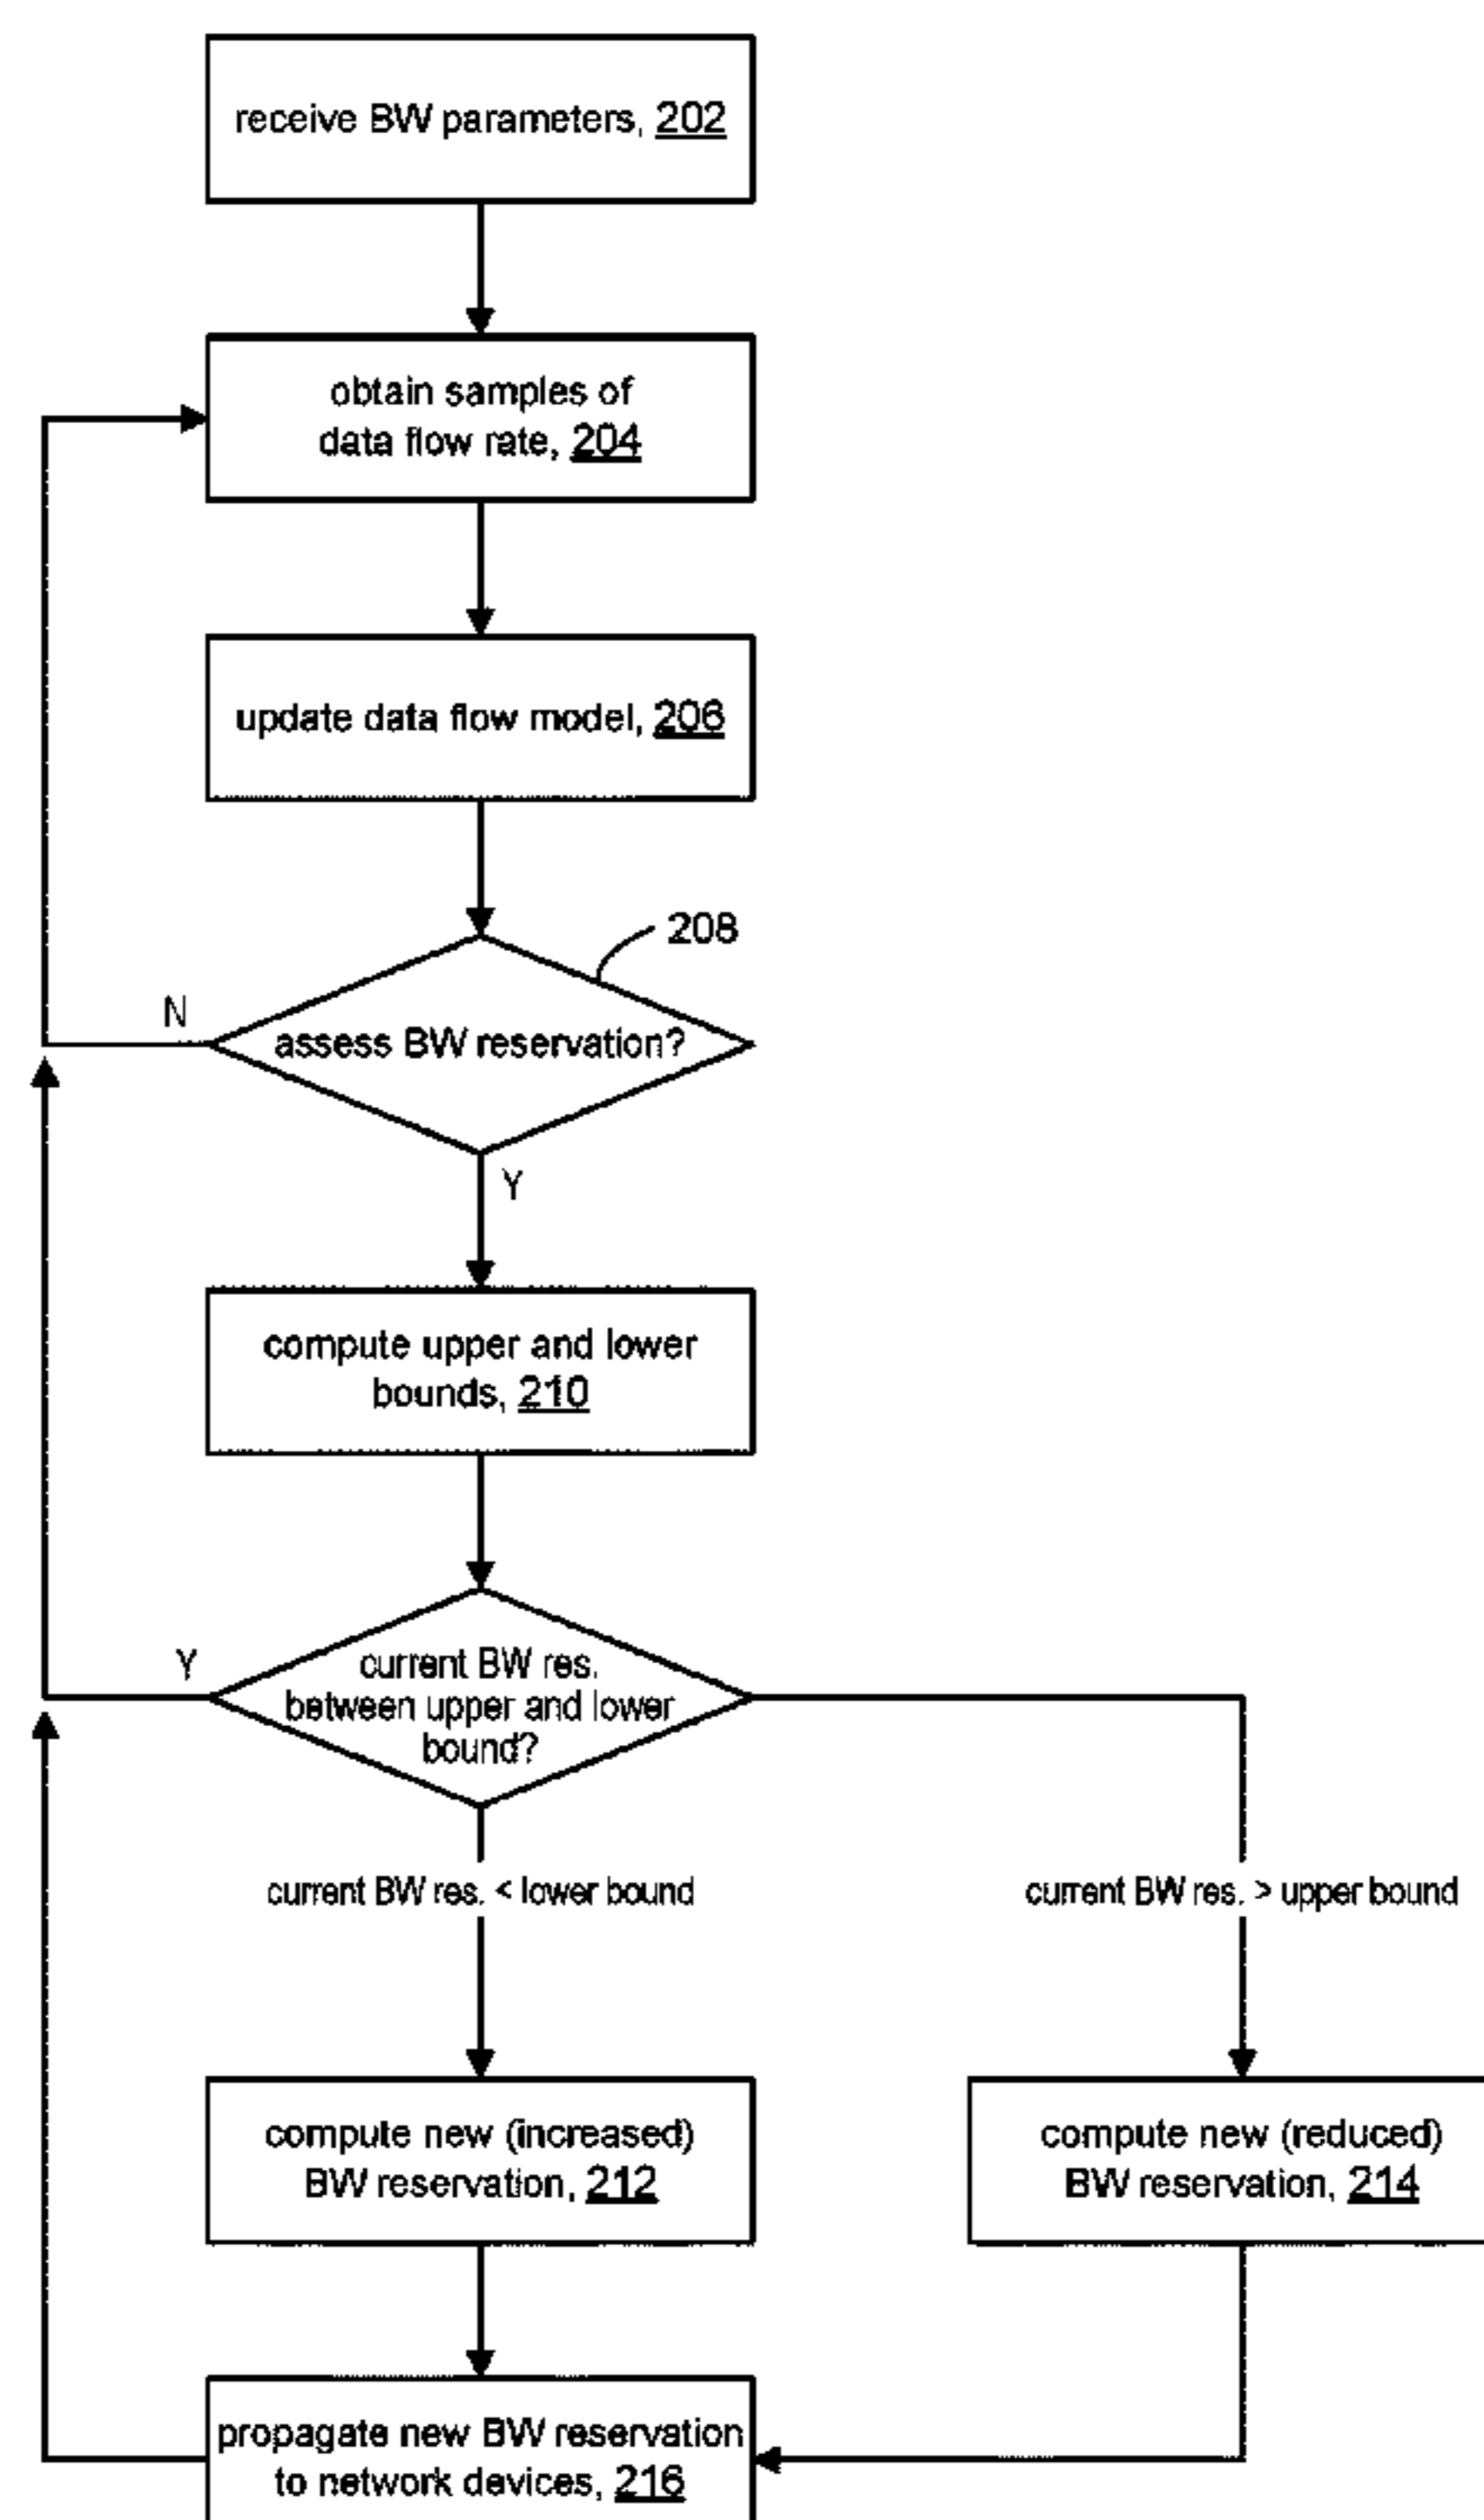 receive BW parameters, 202
obtain samples of
data flow rate, 204
update data flow model, 206
208
N
assess BW reservation?
Y
compute upper and lower
bounds, 210
Y
current BW res.
between upper and lower
bound?
current BW res. < lower bound
current BW res. > upper bound
compute new (increased)
BW reservation, 212
compute new (reduced)
BW reservation, 214
propagate new BW reservation
to network devices, 216